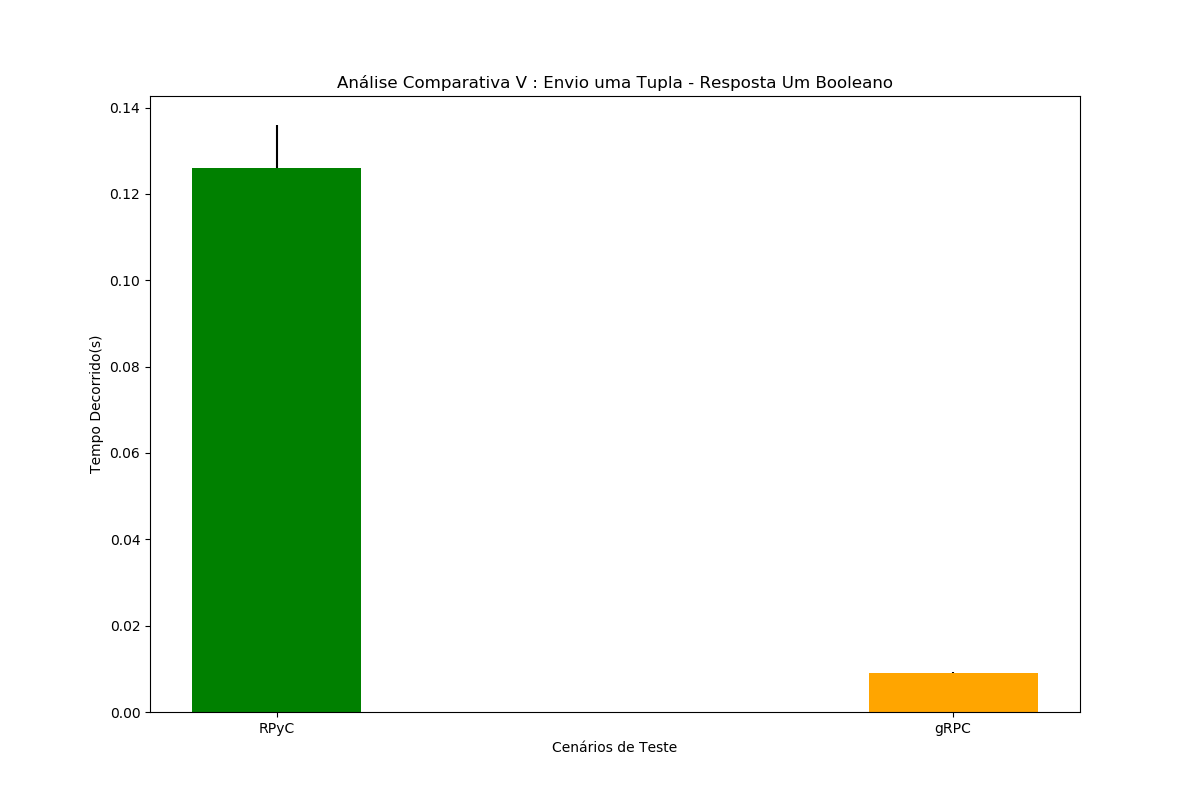 Análise Comparativa V : Envio uma Tupla - Resposta Um Booleano
0.14
0.12
0.10
0.08
0.06
0.04
0.02
0.00
Tempo Decorrido(s)
RPyC
gRPC
Cenários de Teste